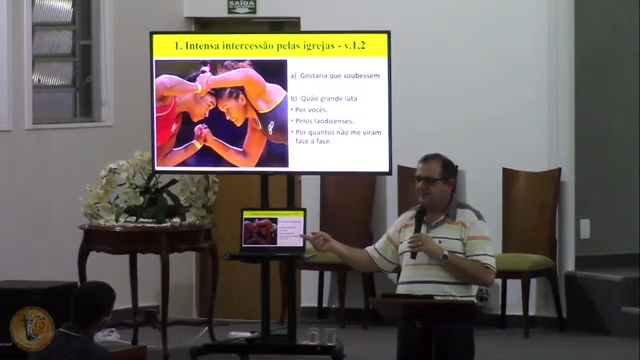 SAÍDA
1. Intensa intercessão pelas igrejas - v.1.2
a) Gostaria que soubessem
b) Quão grande luta
• Por vocês.
• Pelos laodicenses.
• Por quantos não me viram
face a face.